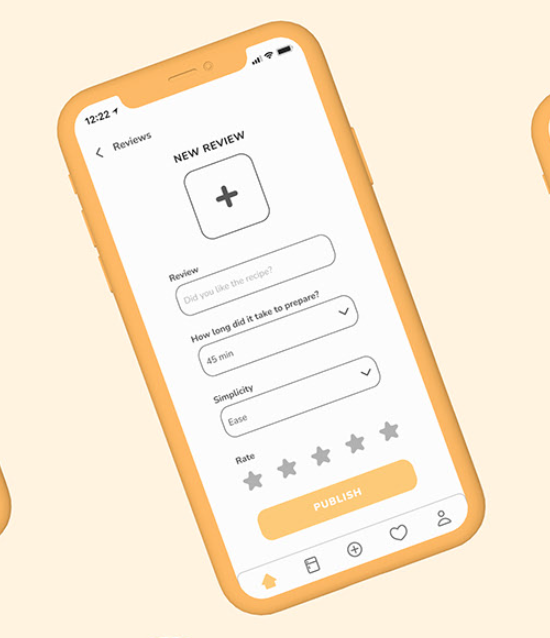 12:22
Reviews
NEW REVIEW
Review
Did you like the recipe?
How long did it take to prepare?
45 min
Simplicity
Ease
Rate
PUBLISH